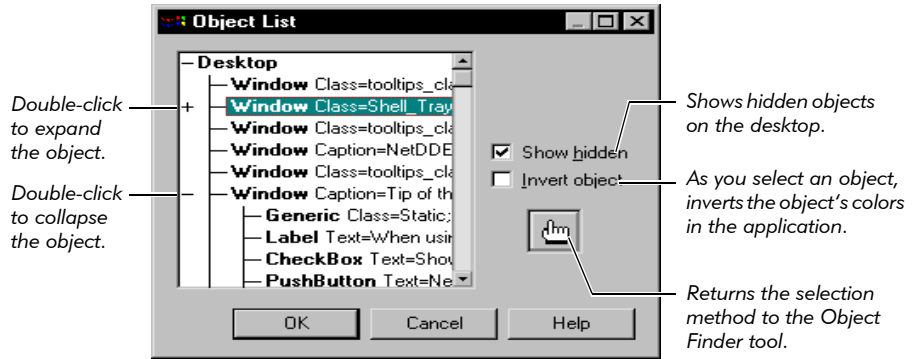 Object List
Desktop
Window Class=tooltips_cla
Double-click
to expand
the object.
+
Window Class=Shell_Tray
Window Class=tooltips_cla
Window Caption=NetDDE
Window Class=tooltips_cla
Double-click
to collapse
the object.
Window Caption=Tip of th
Generic Class=Static;
Label Text=When usin
CheckBox Text=Show
PushButton Text=Ne
Show hidden
Invert object
Shows hidden objects
on the desktop.
As you select an object,
inverts the object's colors
in the application.
Returns the selection
method to the Object
Finder tool.
OK
Cancel
Help